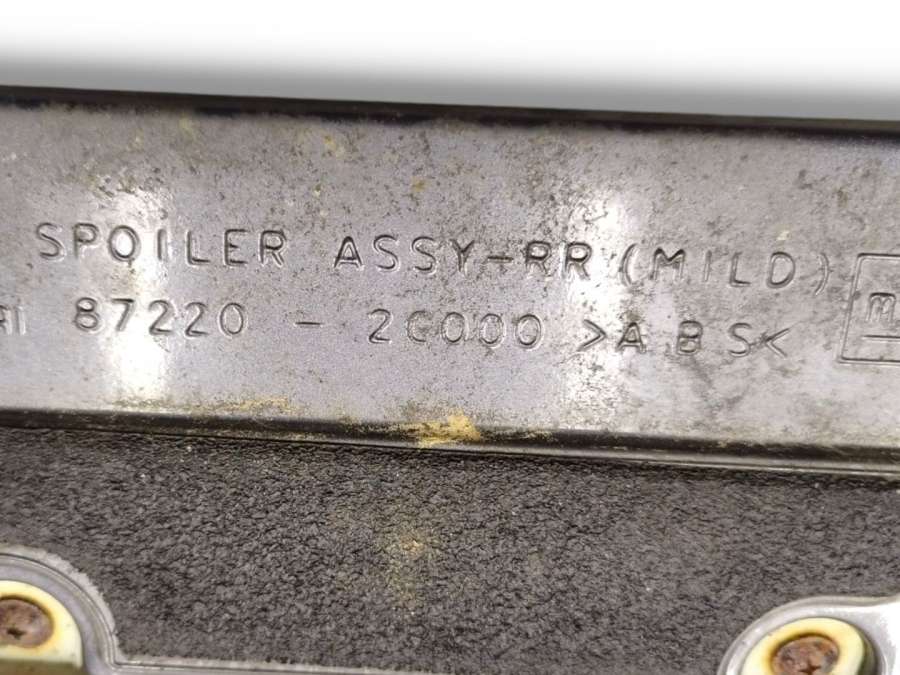 SPOILER ASSY-RR (MILD)
87220 - 2C000 >ABS<